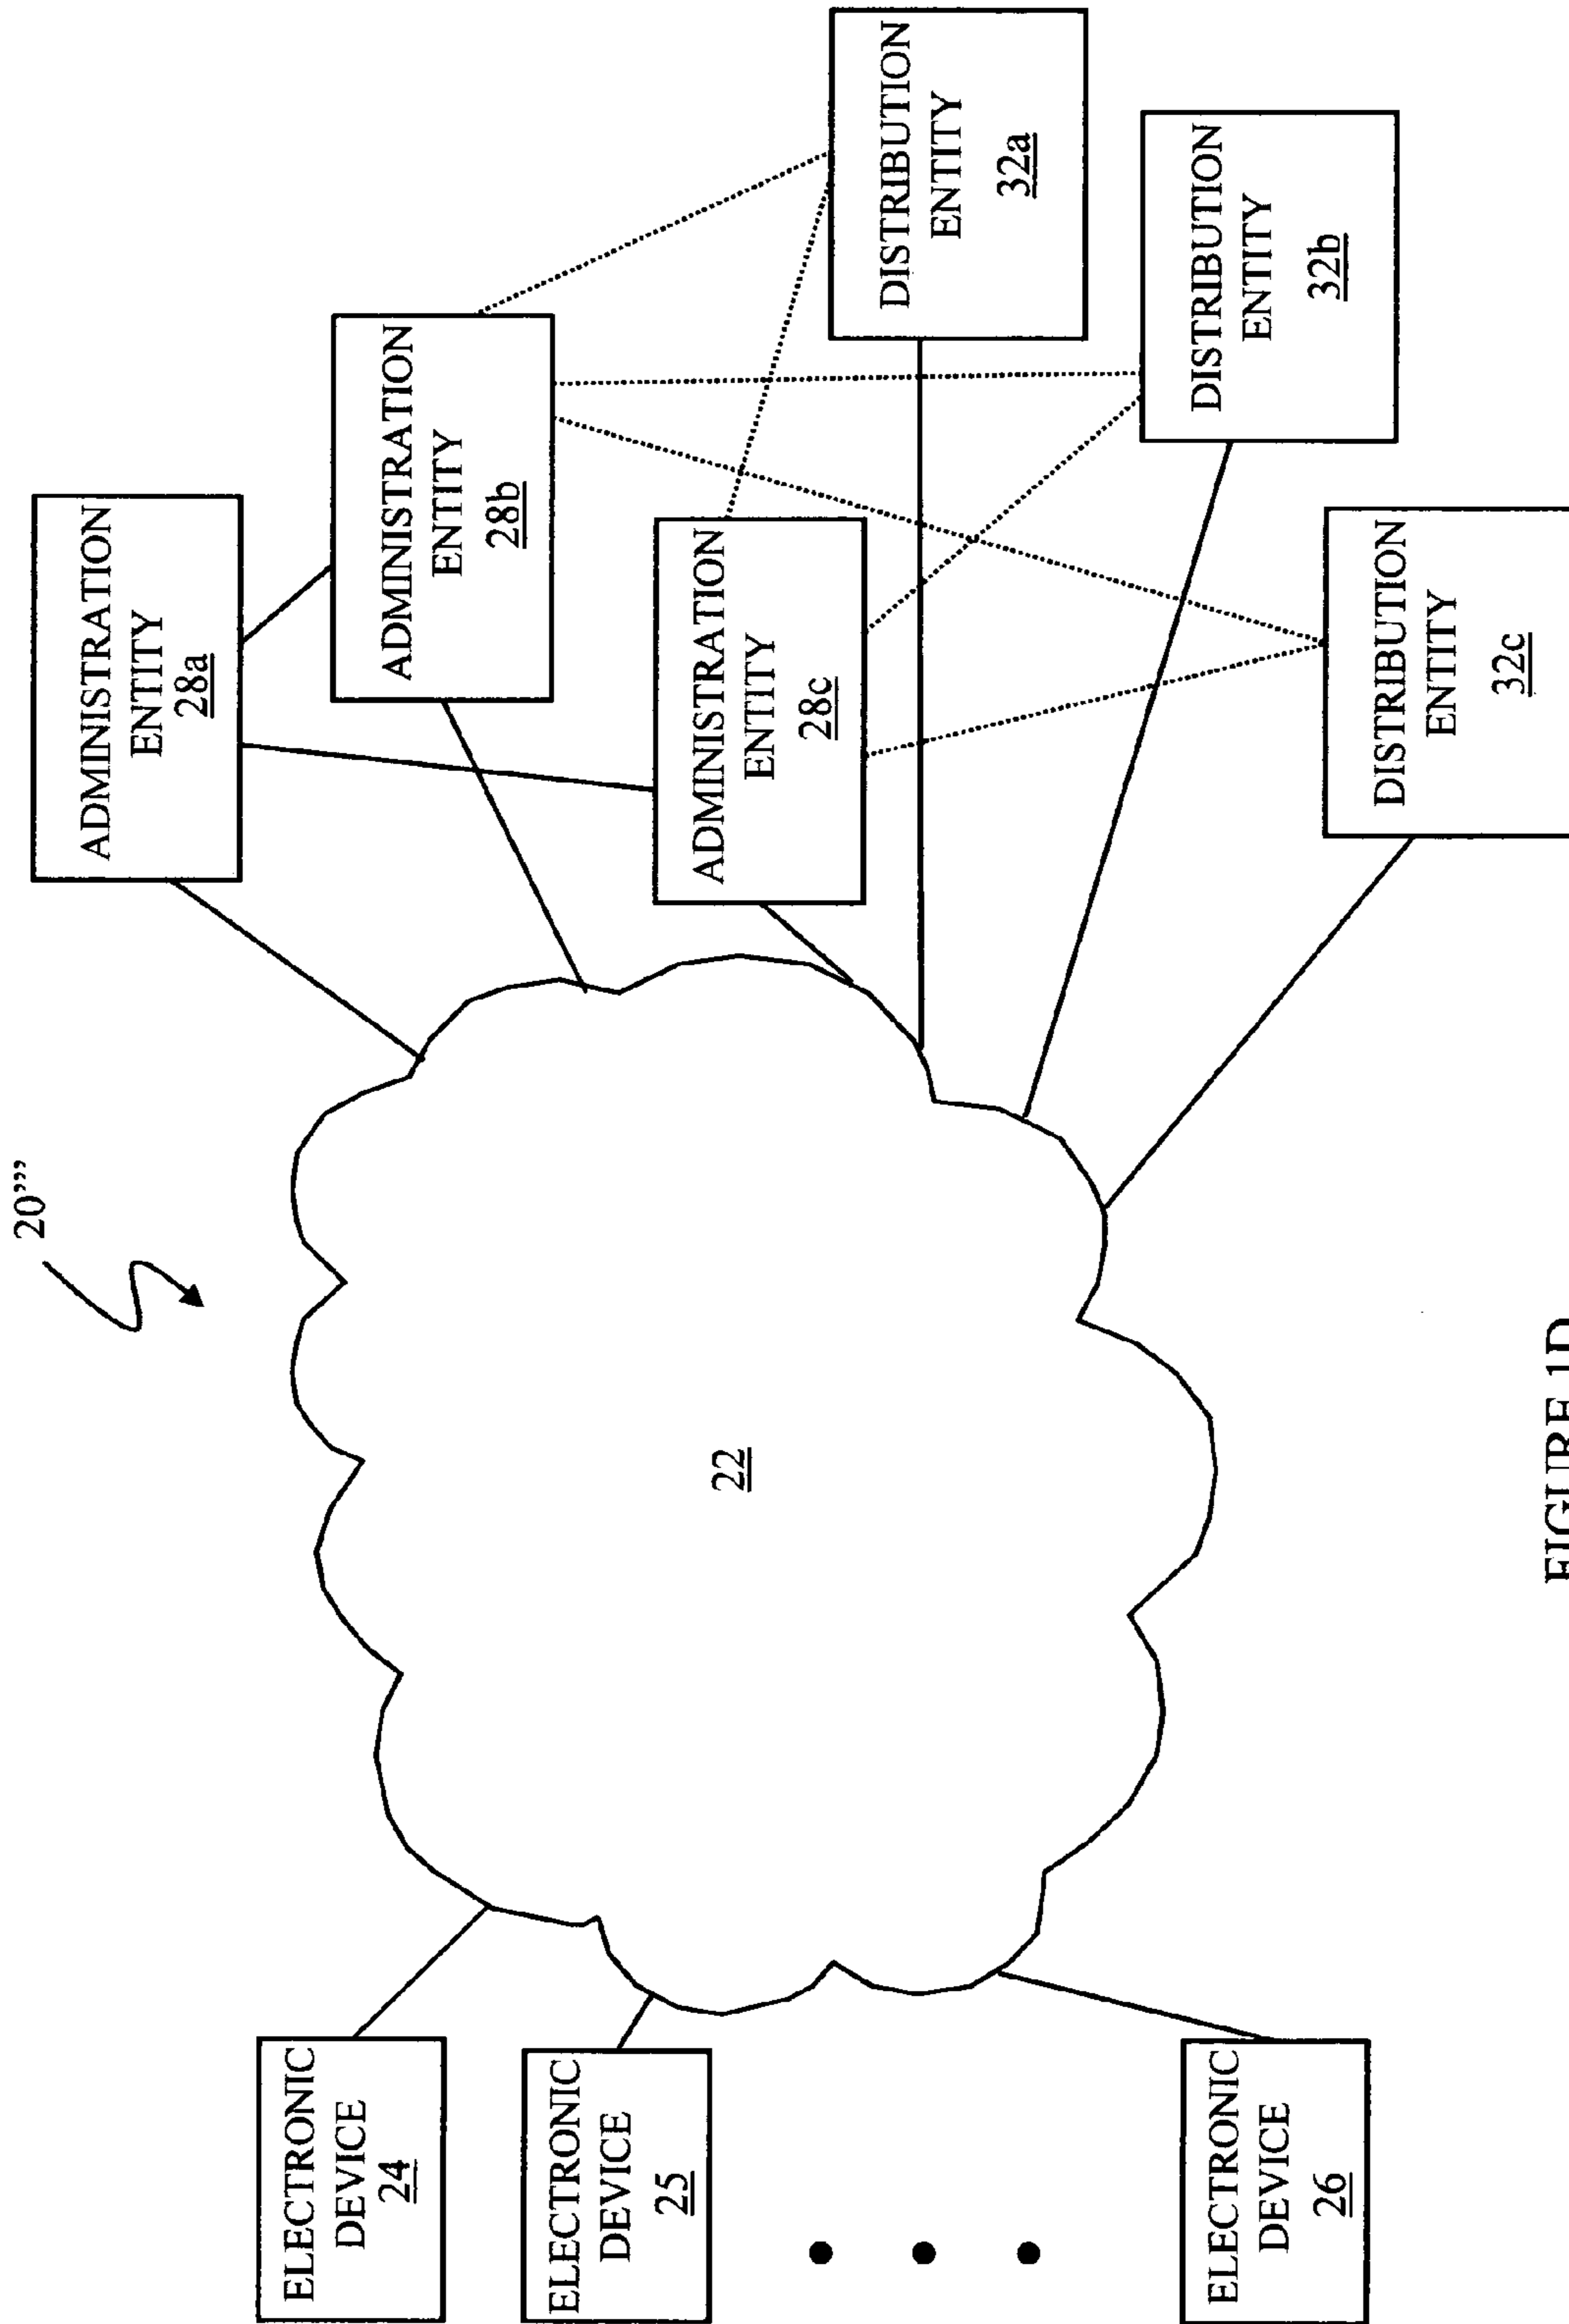 20’’’
ADMINISTRATION
ENTITY
28a
ADMINISTRATION
ENTITY
28b
ADMINISTRATION
ENTITY
28c
DISTRIBUTION
ENTITY
32a
DISTRIBUTION
ENTITY
32b
DISTRIBUTION
ENTITY
32c
22
ELECTRONIC
DEVICE
24
ELECTRONIC
DEVICE
25
ELECTRONIC
DEVICE
26
FIGURE 1D